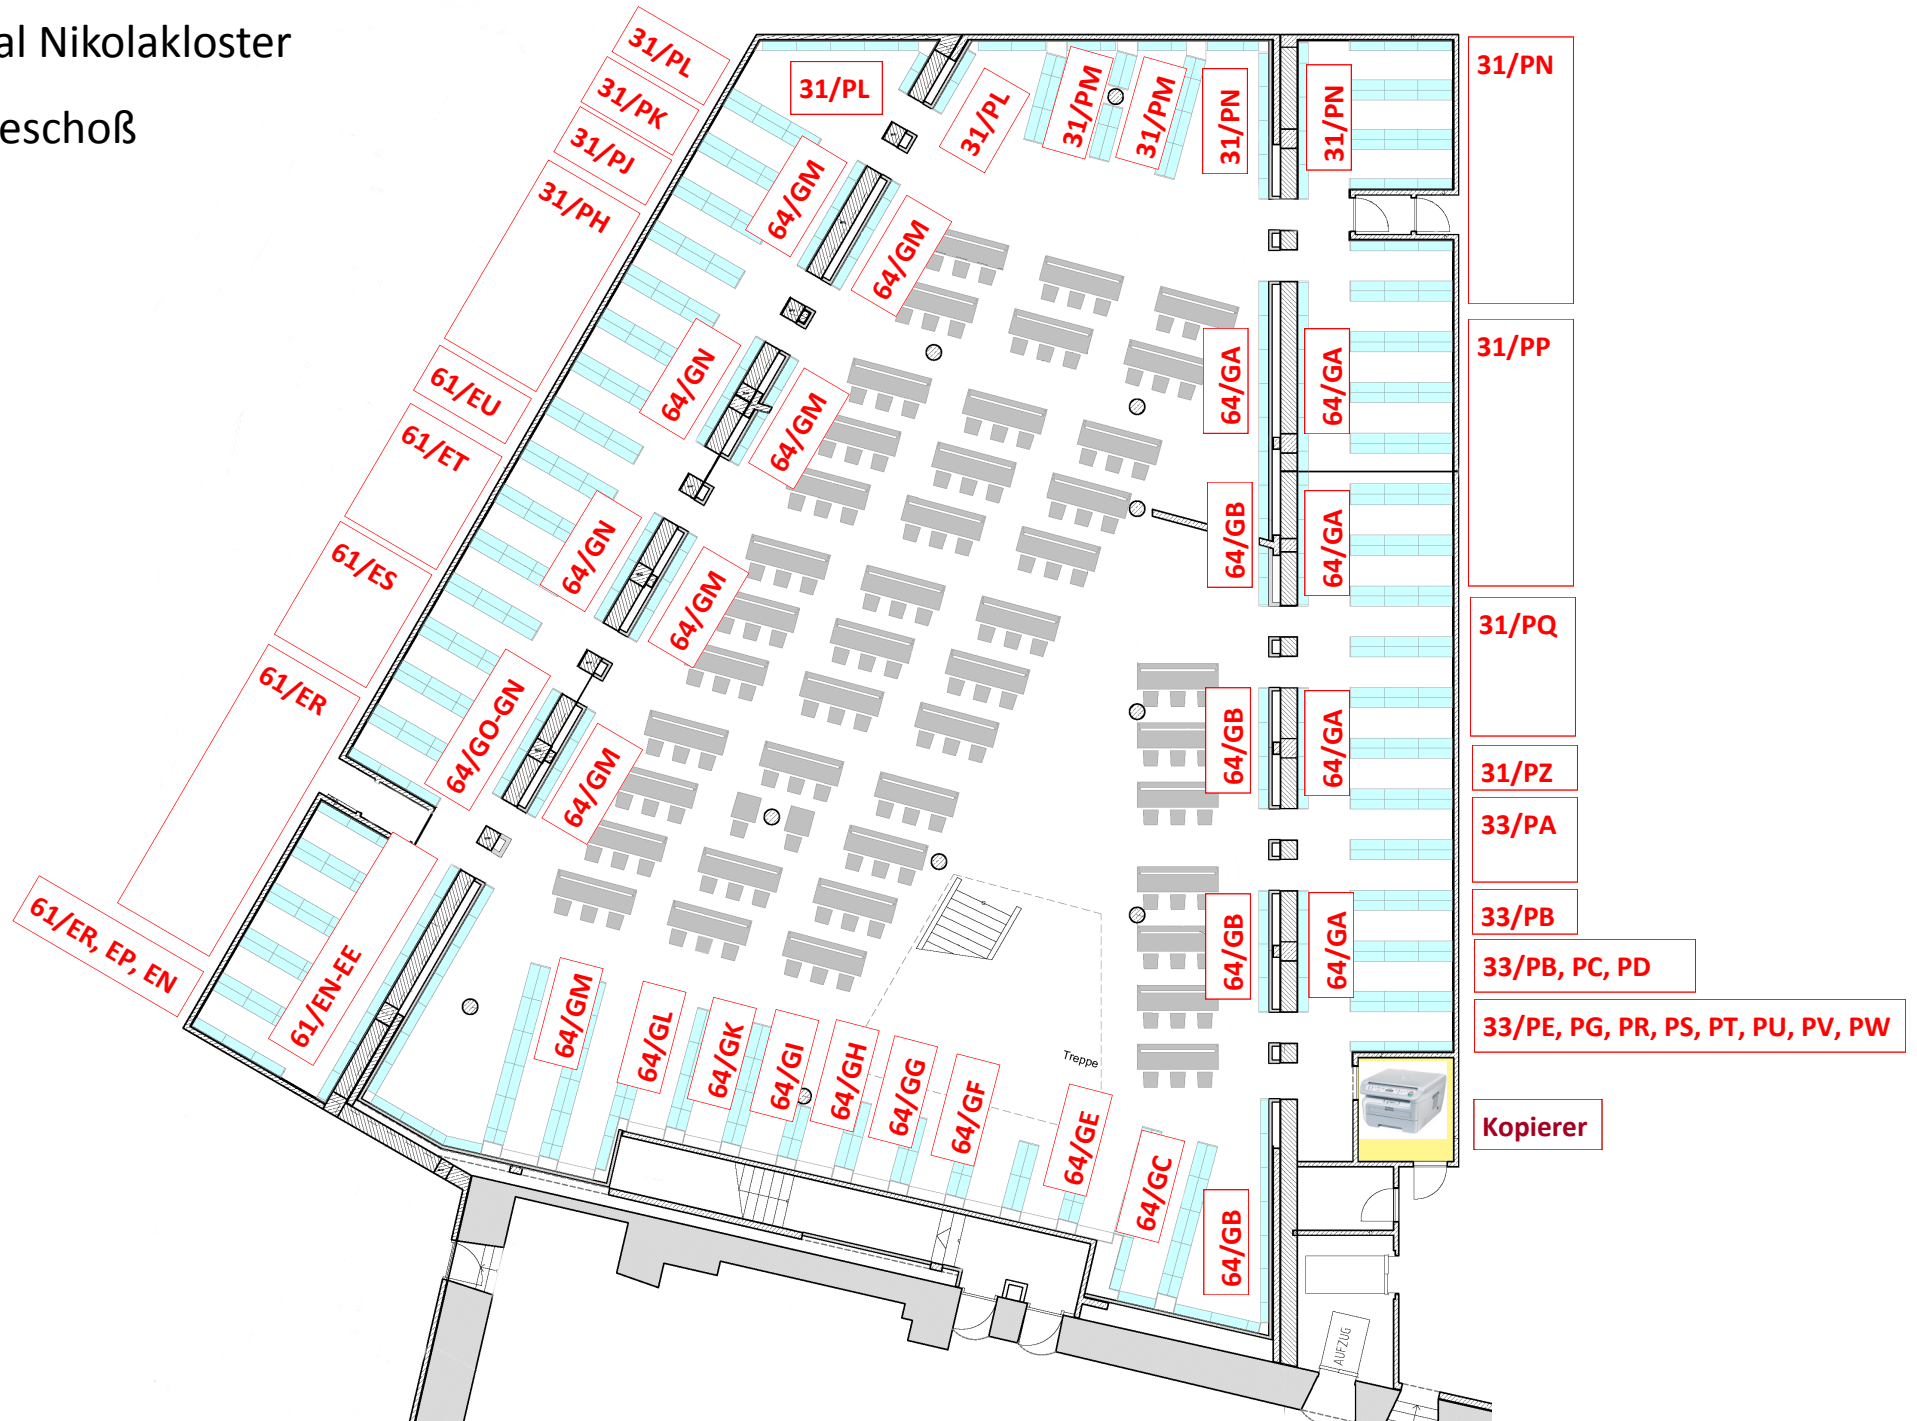 al Nikolakloster
eschoß
31/PL
31/PK
31/PJ
31/PH
61/EU
61/ET
61/ES
61/ER
61/ER, EP, EN
61/EN-EE
31/PL
31/PL
31/PM
31/PM
31/PN
31/PN
64/GM
64/GM
64/GN
64/GM
64/GN
64/GM
64/GO-GN
64/GM
64/GA
64/GA
64/GB
64/GA
64/GB
64/GA
64/GB
64/GA
64/GM
64/GL
64/GK
64/GI
64/GH
64/GG
64/GF
64/GE
64/GC
64/GB
Treppe
AUFZUG
31/PN
31/PP
31/PQ
31/PZ
33/PA
33/PB
33/PB, PC, PD
33/PE, PG, PR, PS, PT, PU, PV, PW
Kopierer